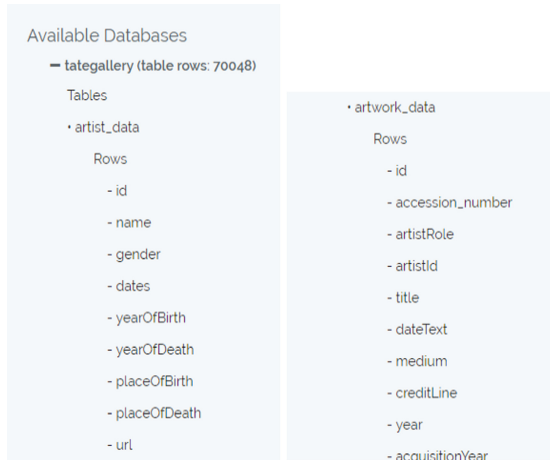 Available Databases
– tategallery (table rows: 70048)
Tables
• artist_data
Rows
- id
- name
- gender
- dates
- yearOfBirth
- yearOfDeath
- placeOfBirth
- placeOfDeath
- url
• artwork_data
Rows
- id
- accession_number
- artistRole
- artistId
- title
- dateText
- medium
- creditLine
- year
- acquisitionYear